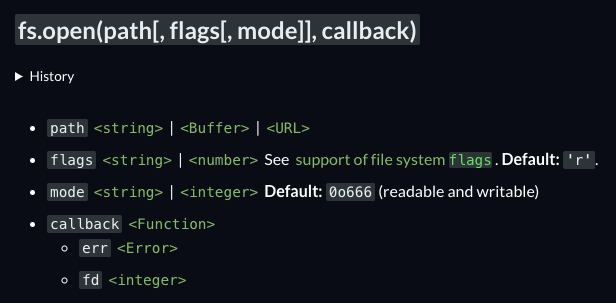 fs.open(path[, flags[, mode]], callback)
▶ History
• path <string> | <Buffer> | <URL>
• flags <string> | <number> See support of file system flags. Default: 'r'.
• mode <string> | <integer> Default: 0o666 (readable and writable)
• callback <Function>
◦ err <Error>
◦ fd <integer>